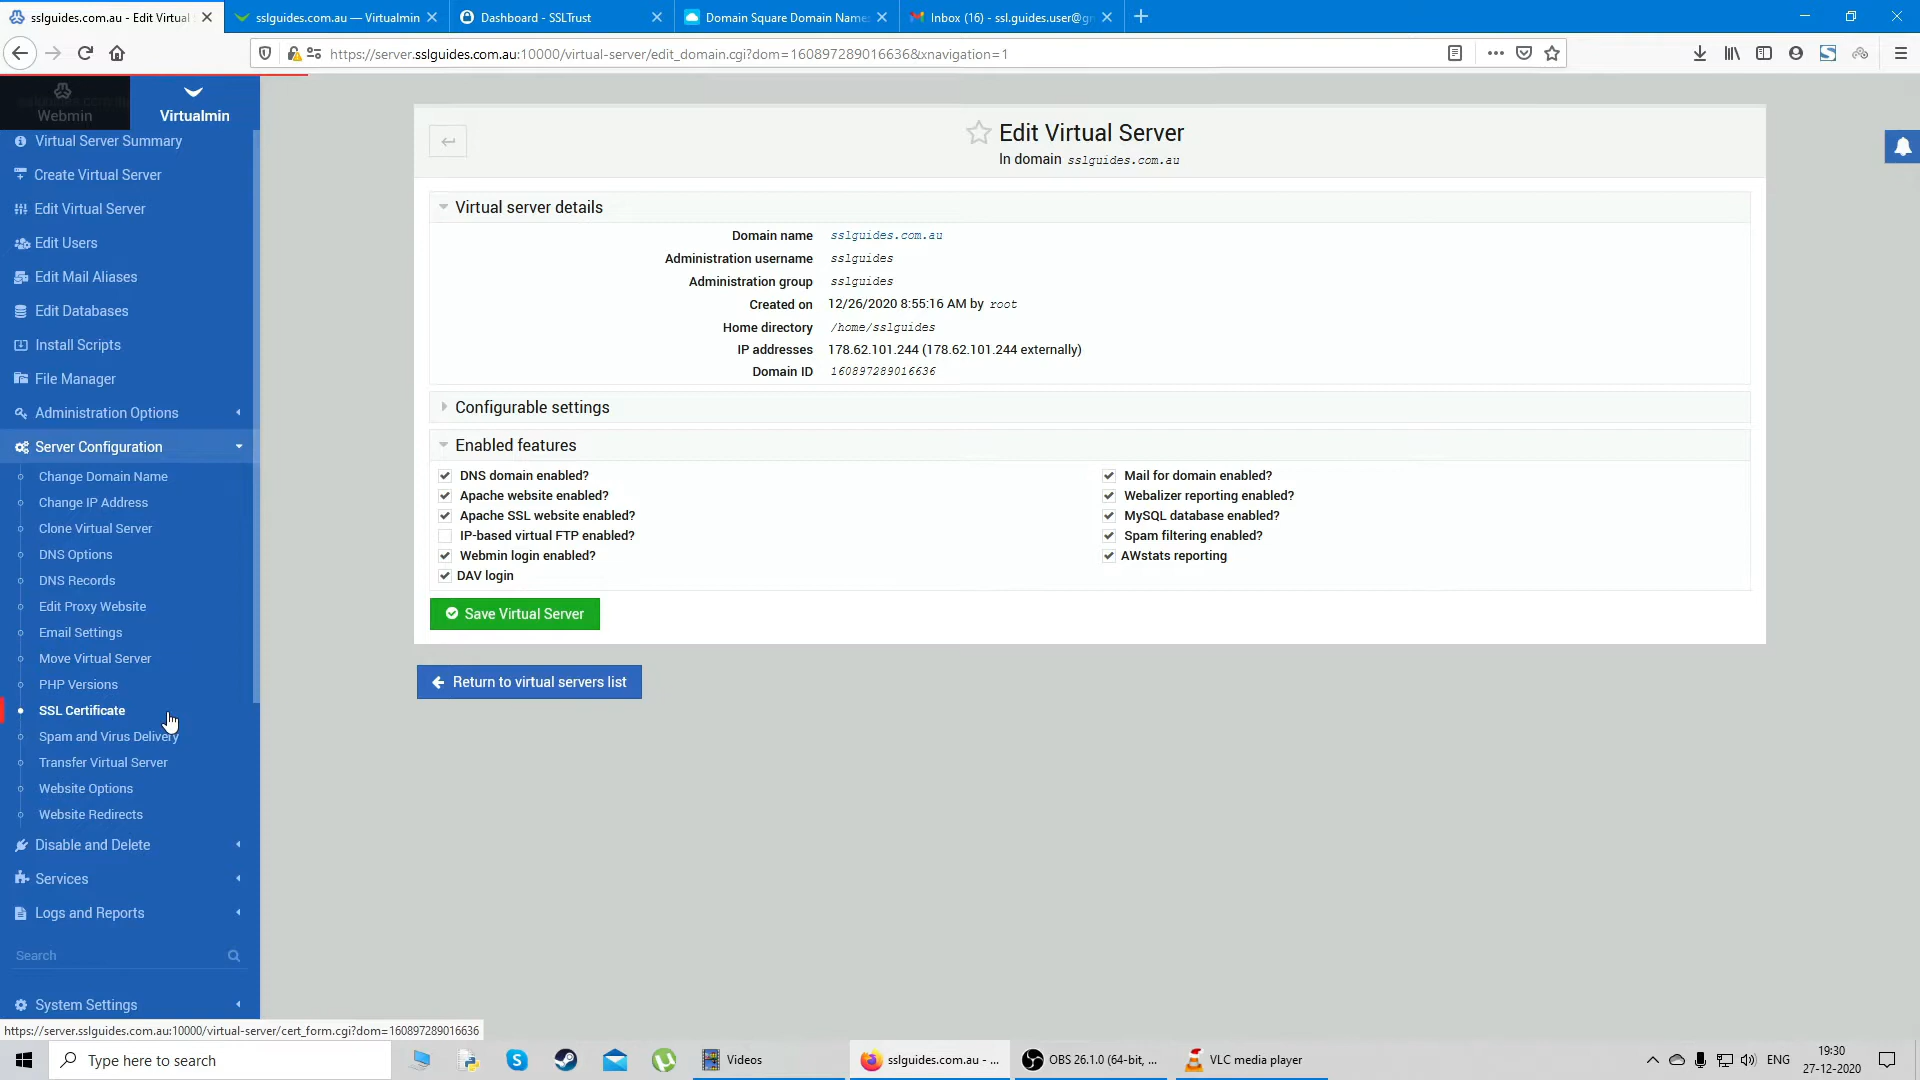 sslguides.com.au - Edit Virtual
sslguides.com.au — Virtualmin
Dashboard - SSLTrust
Domain Square Domain Name
Inbox (16) - ssl.guides.user@g
https://server.sslguides.com.au:10000/virtual-server/edit_domain.cgi?dom=160897289016636&xnavigation=1
Webmin
Virtualmin
Virtual Server Summary
Create Virtual Server
Edit Virtual Server
Edit Users
Edit Mail Aliases
Edit Databases
Install Scripts
File Manager
Administration Options
Server Configuration
Change Domain Name
Change IP Address
Clone Virtual Server
DNS Options
DNS Records
Edit Proxy Website
Email Settings
Move Virtual Server
PHP Versions
SSL Certificate
Spam and Virus Delivery
Transfer Virtual Server
Website Options
Website Redirects
Disable and Delete
Services
Logs and Reports
Search
System Settings
https://server.sslguides.com.au:10000/virtual-server/cert_form.cgi?dom=160897289016636
Edit Virtual Server
In domain sslguides.com.au
Virtual server details
Domain name sslguides.com.au
Administration username sslguides
Administration group sslguides
Created on 12/26/2020 8:55:16 AM by root
Home directory /home/sslguides
IP addresses 178.62.101.244 (178.62.101.244 externally)
Domain ID 160897289016636
Configurable settings
Enabled features
DNS domain enabled? Mail for domain enabled?
Apache website enabled? Webalizer reporting enabled?
Apache SSL website enabled? MySQL database enabled?
IP-based virtual FTP enabled? Spam filtering enabled?
Webmin login enabled? AWstats reporting
DAV login
Save Virtual Server
Return to virtual servers list
Type here to search
Videos
sslguides.com.au - ...
OBS 26.1.0 (64-bit, ...
VLC media player
ENG
19:30
27-12-2020